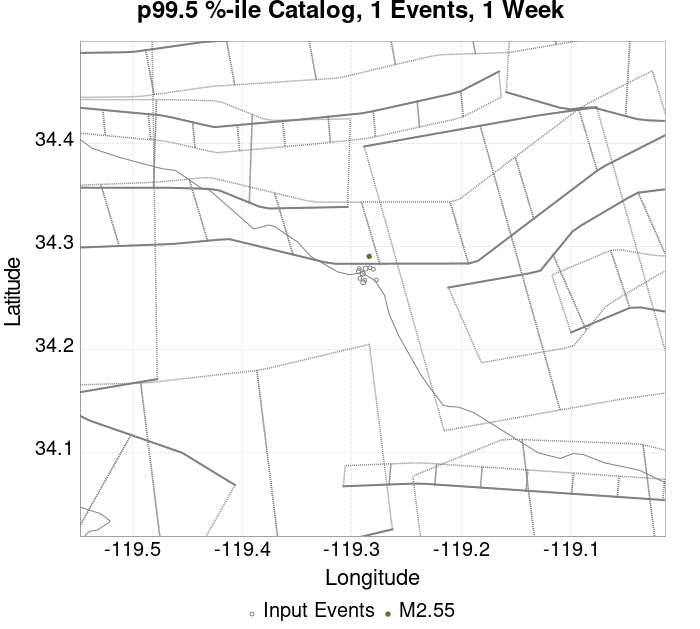 p99.5 %-ile Catalog, 1 Events, 1 Week
34.4
34.3
34.2
34.1
Latitude
-119.5 -119.4 -119.3 -119.2 -119.1
Longitude
Input Events M2.55